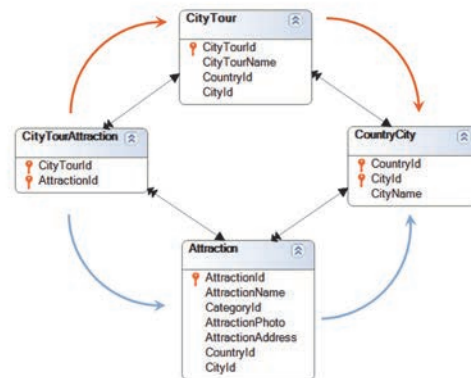 CityTour
CityTourId
CityTourName
CountryId
CityId
CityTourAttraction
CityTourId
AttractionId
CountryCity
CountryId
CityId
CityName
Attraction
AttractionId
AttractionName
CategoryId
AttractionPhoto
AttractionAddress
CountryId
CityId